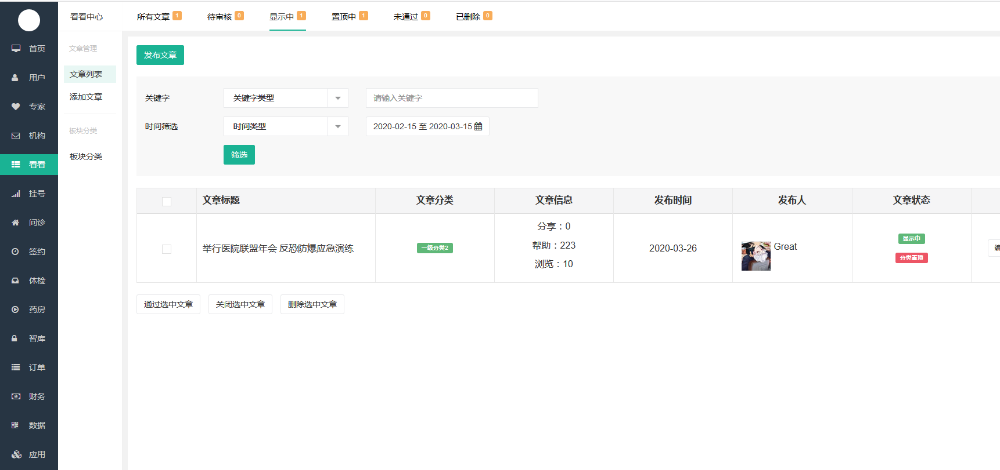 看看中心
所有文章 1
待审核 0
显示中 1
置顶中 1
未通过 0
已删除 0
首页
用户
专家
机构
看看
挂号
问诊
签约
体检
药房
智库
订单
财务
数据
应用
文章管理
文章列表
添加文章
板块分类
板块分类
发布文章
关键字 关键字类型 请输入关键字
时间筛选 时间类型 2020-02-15 至 2020-03-15
筛选
文章标题 文章分类 文章信息 发布时间 发布人 文章状态
举行医院联盟年会 反恐防爆应急演练
一级分类2
分享：0
帮助：223
浏览：10
2020-03-26
Great
显示中
分类置顶
编
通过选中文章 关闭选中文章 删除选中文章